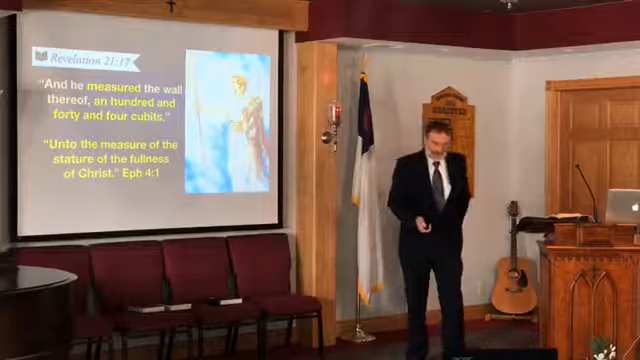 Revelation 21:17
"And he measured the wall
thereof, an hundred and
forty and four cubits."
"Unto the measure of the
stature of the fullness
of Christ." Eph 4:1
REGISTER